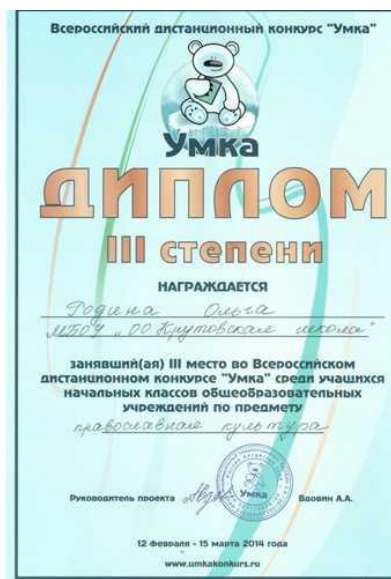 Всероссийский дистанционный конкурс "Умка"
Умка
ДИПЛОМ
III степени
НАГРАЖДАЕТСЯ
Родина Ольга
МБОУ "ОО Крутовская школа"
занявший(ая) III место во Всероссийском
дистанционном конкурсе "Умка" среди учащихся
начальных классов общеобразовательных
учреждений по предмету
православная культура
Руководитель проекта
Умка
Вдовин А.А.
12 февраля - 15 марта 2014 года
www.umkakonkurs.ru